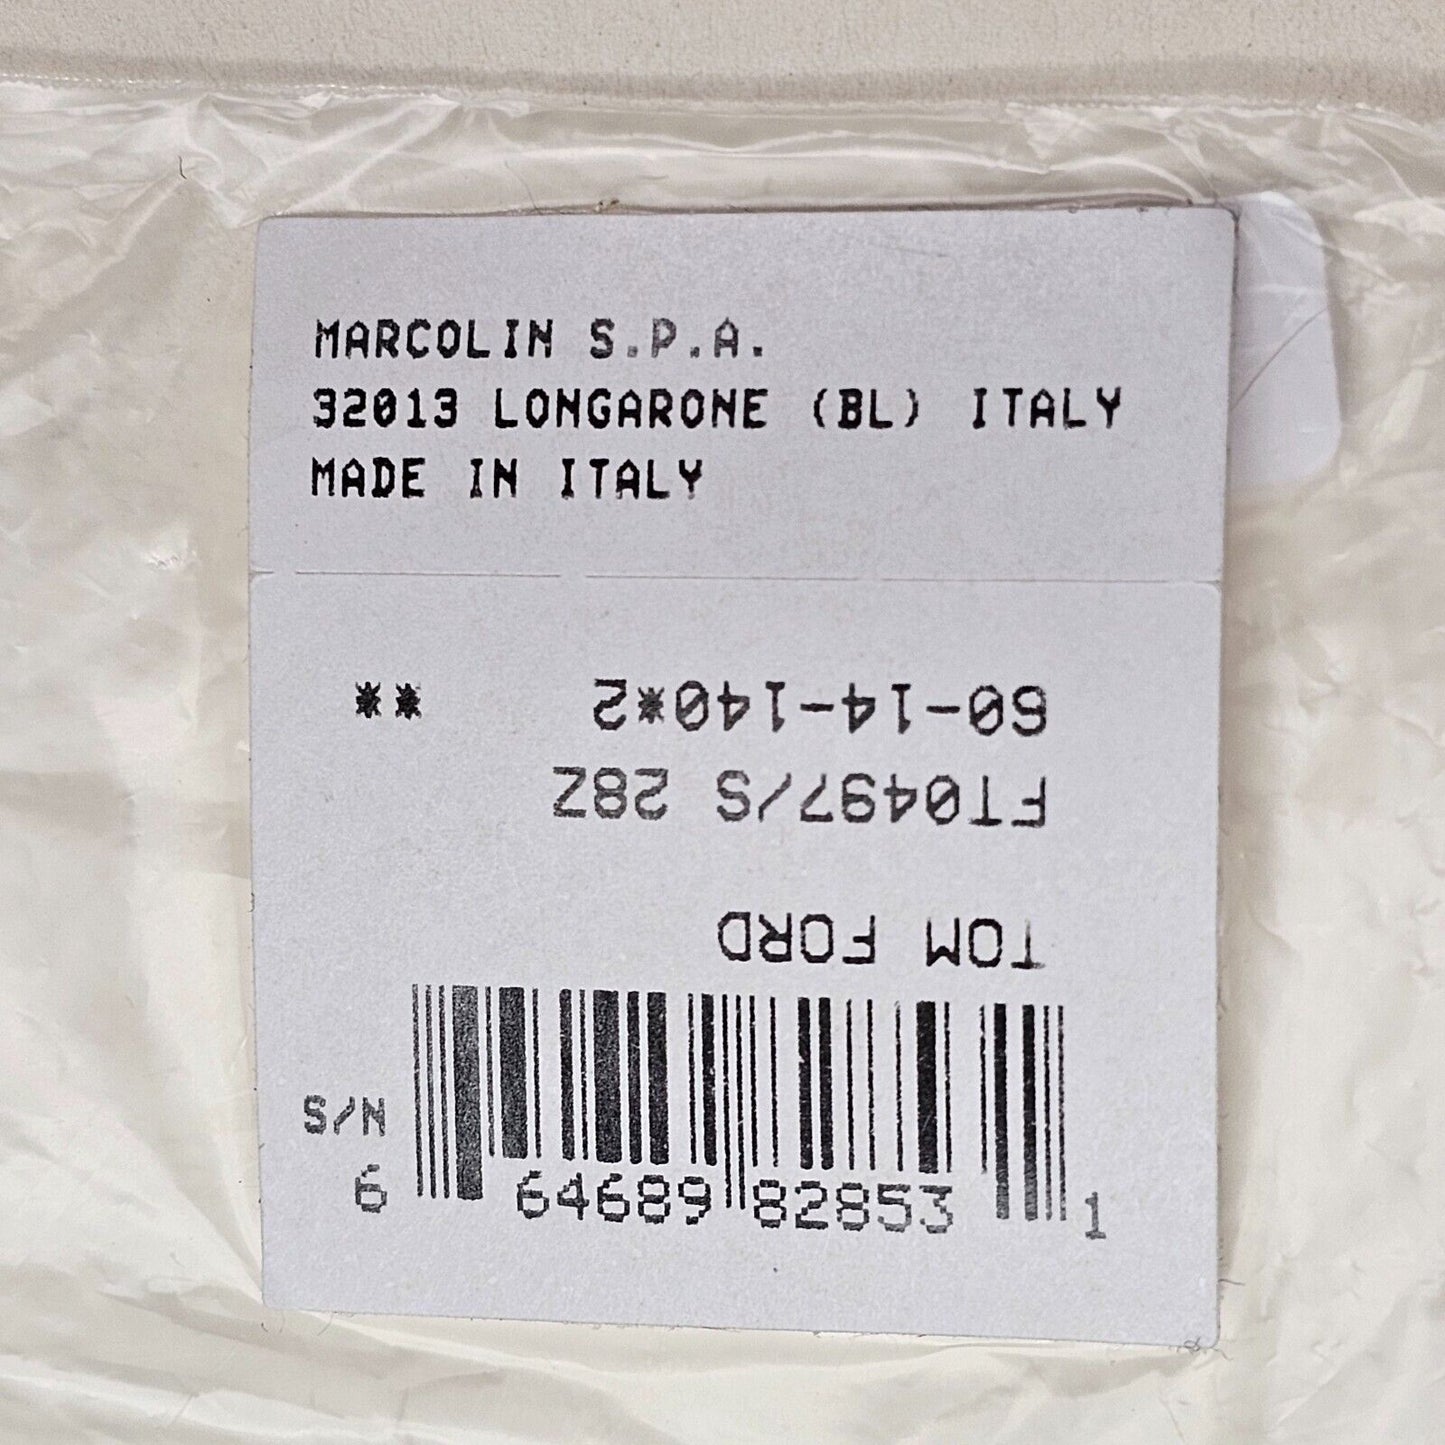 MARCOLIN S.P.A.
32013 LONGARONE (BL) ITALY
MADE IN ITALY
TOM FORD
FT0497/S 28Z
60-14-140*2 **
S/N
6 64689 82853 1